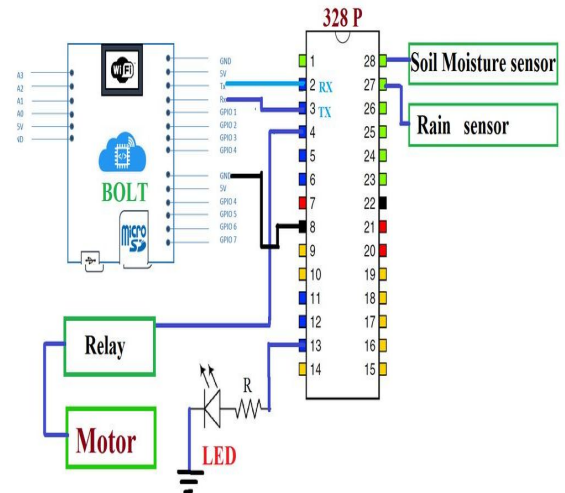 328 P
A3
A2
A1
A0
5V
ND
WiFi
BOLT
micro SD
GND
5V
Tx
Rx
GPIO 1
GPIO 2
GPIO 3
GPIO 4
GND
5V
GPIO 4
GPIO 5
GPIO 6
GPIO 7
1
2 RX
3 TX
4
5
6
7
8
9
10
11
12
13
14
28
27
26
25
24
23
22
21
20
19
18
17
16
15
Soil Moisture sensor
Rain sensor
Relay
Motor
R
LED